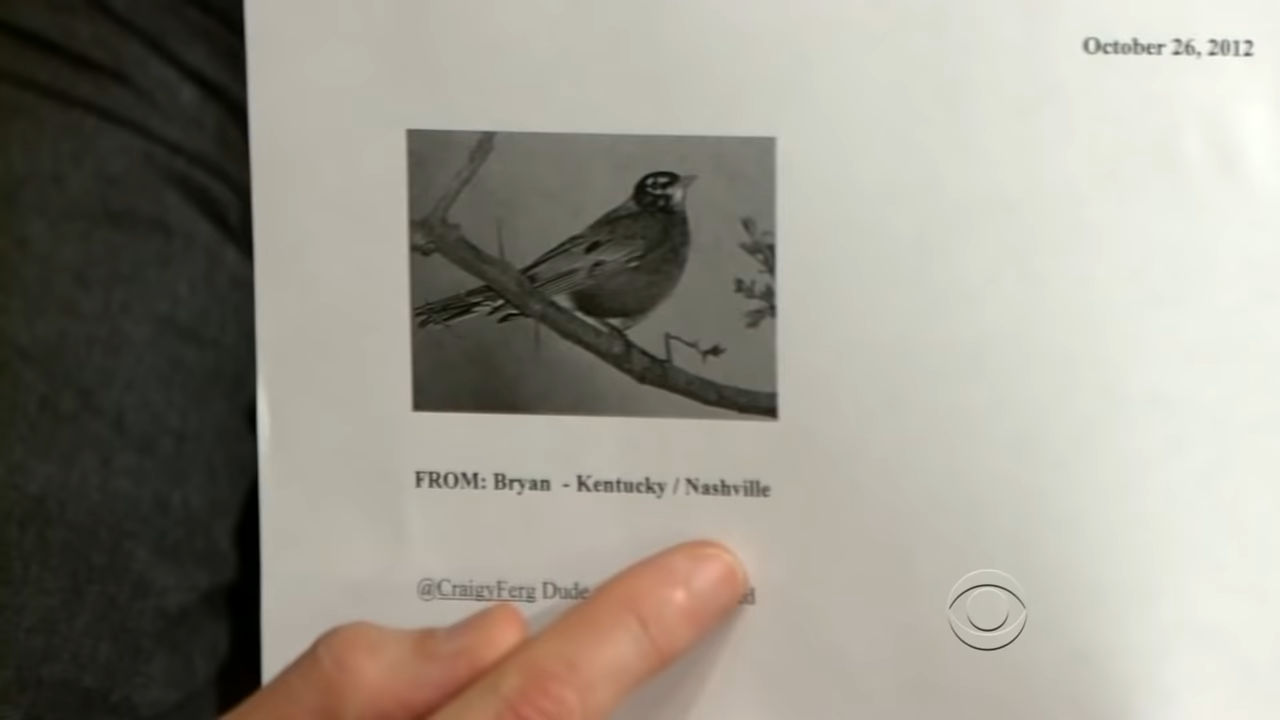 October 26, 2012
FROM: Bryan - Kentucky / Nashville
@CraigyFerg Dude